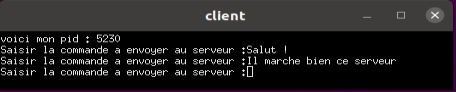 client
voici mon pid : 5230
Saisir la commande a envoyer au serveur :Salut !
Saisir la commande a envoyer au serveur :Il marche bien ce serveur
Saisir la commande a envoyer au serveur :